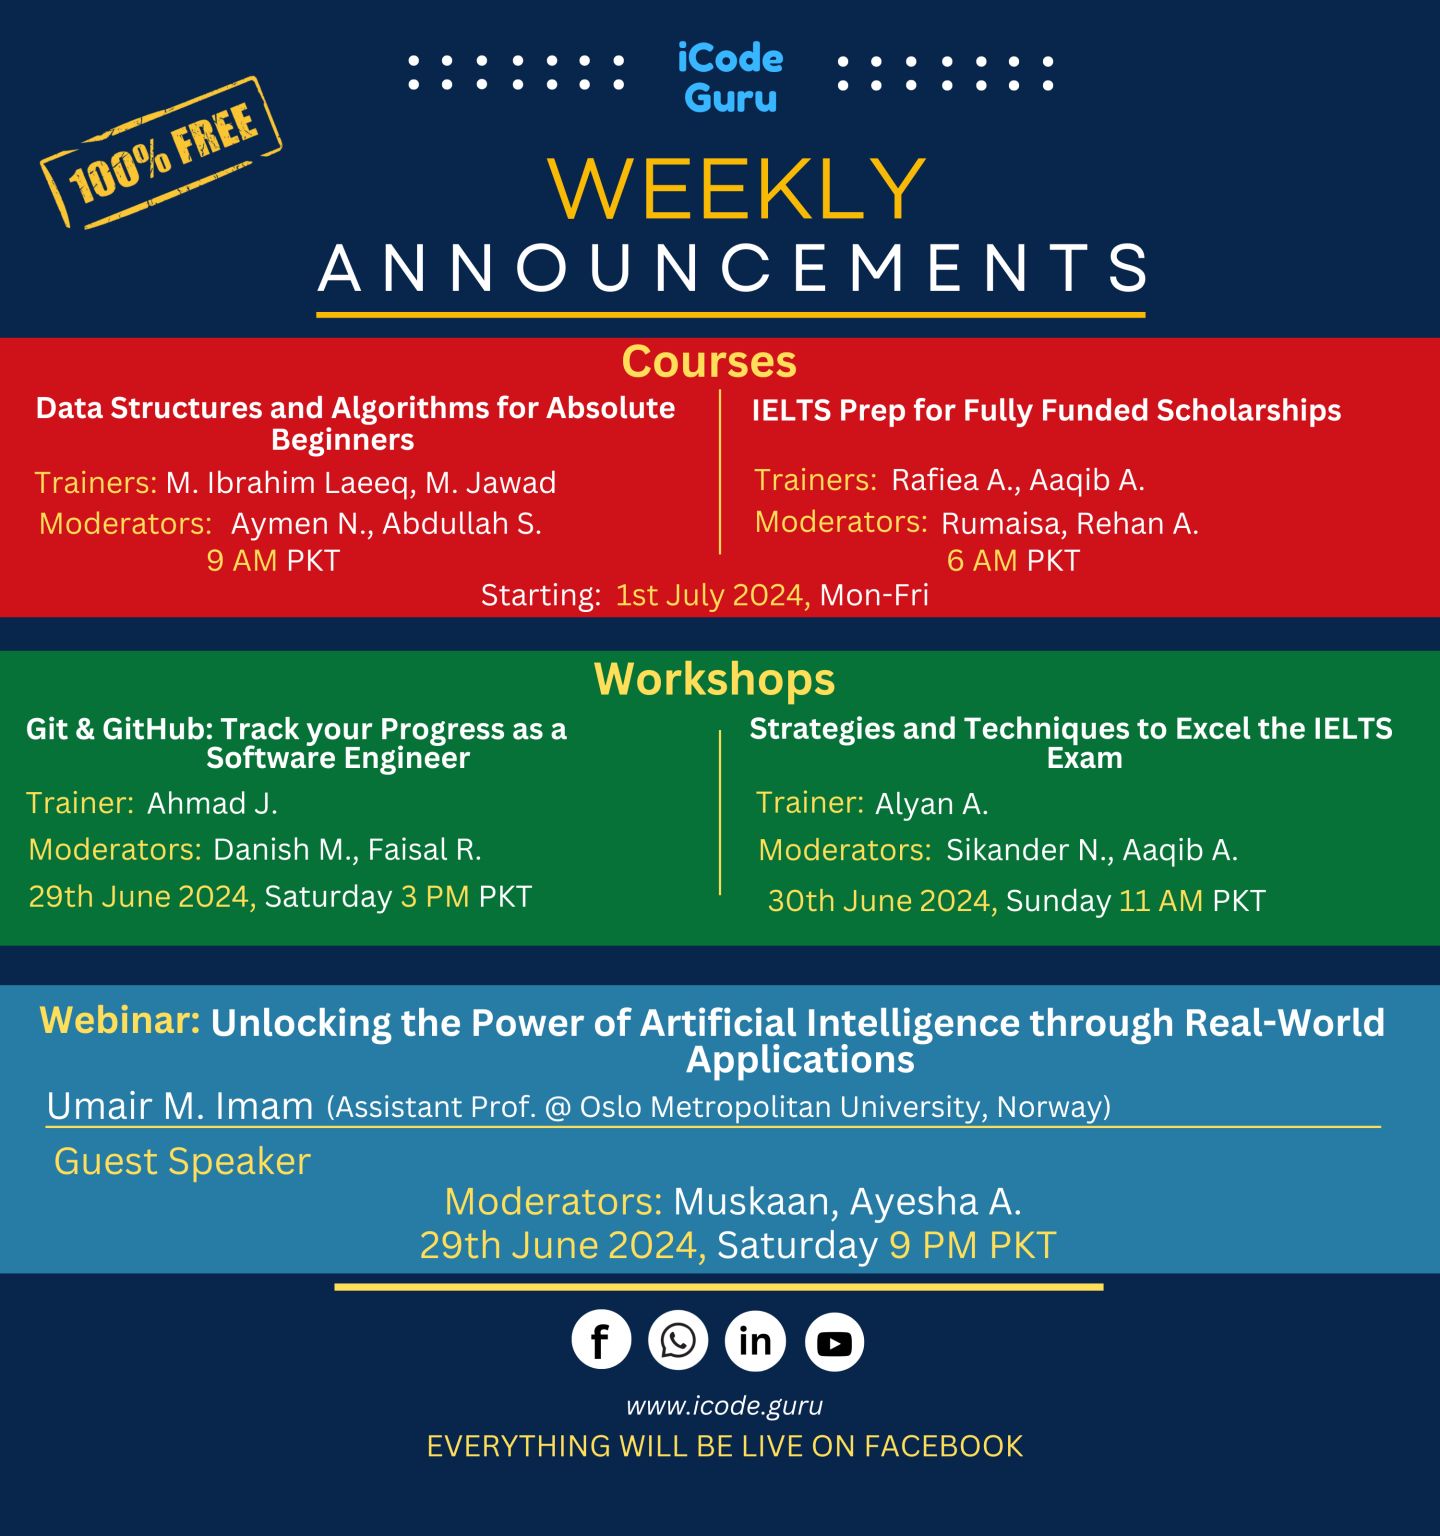 iCode
Guru
100% FREE
WEEKLY
ANNOUNCEMENTS
Courses
Data Structures and Algorithms for Absolute
Beginners
Trainers: M. Ibrahim Laeeq, M. Jawad
Moderators: Aymen N., Abdullah S.
9 AM PKT
IELTS Prep for Fully Funded Scholarships
Trainers: Rafiea A., Aaqib A.
Moderators: Rumaisa, Rehan A.
6 AM PKT
Starting: 1st July 2024, Mon-Fri
Workshops
Git & GitHub: Track your Progress as a
Software Engineer
Trainer: Ahmad J.
Moderators: Danish M., Faisal R.
29th June 2024, Saturday 3 PM PKT
Strategies and Techniques to Excel the IELTS
Exam
Trainer: Alyan A.
Moderators: Sikander N., Aaqib A.
30th June 2024, Sunday 11 AM PKT
Webinar: Unlocking the Power of Artificial Intelligence through Real-World
Applications
Umair M. Imam (Assistant Prof. @ Oslo Metropolitan University, Norway)
Guest Speaker
Moderators: Muskaan, Ayesha A.
29th June 2024, Saturday 9 PM PKT
f in
www.icode.guru
EVERYTHING WILL BE LIVE ON FACEBOOK